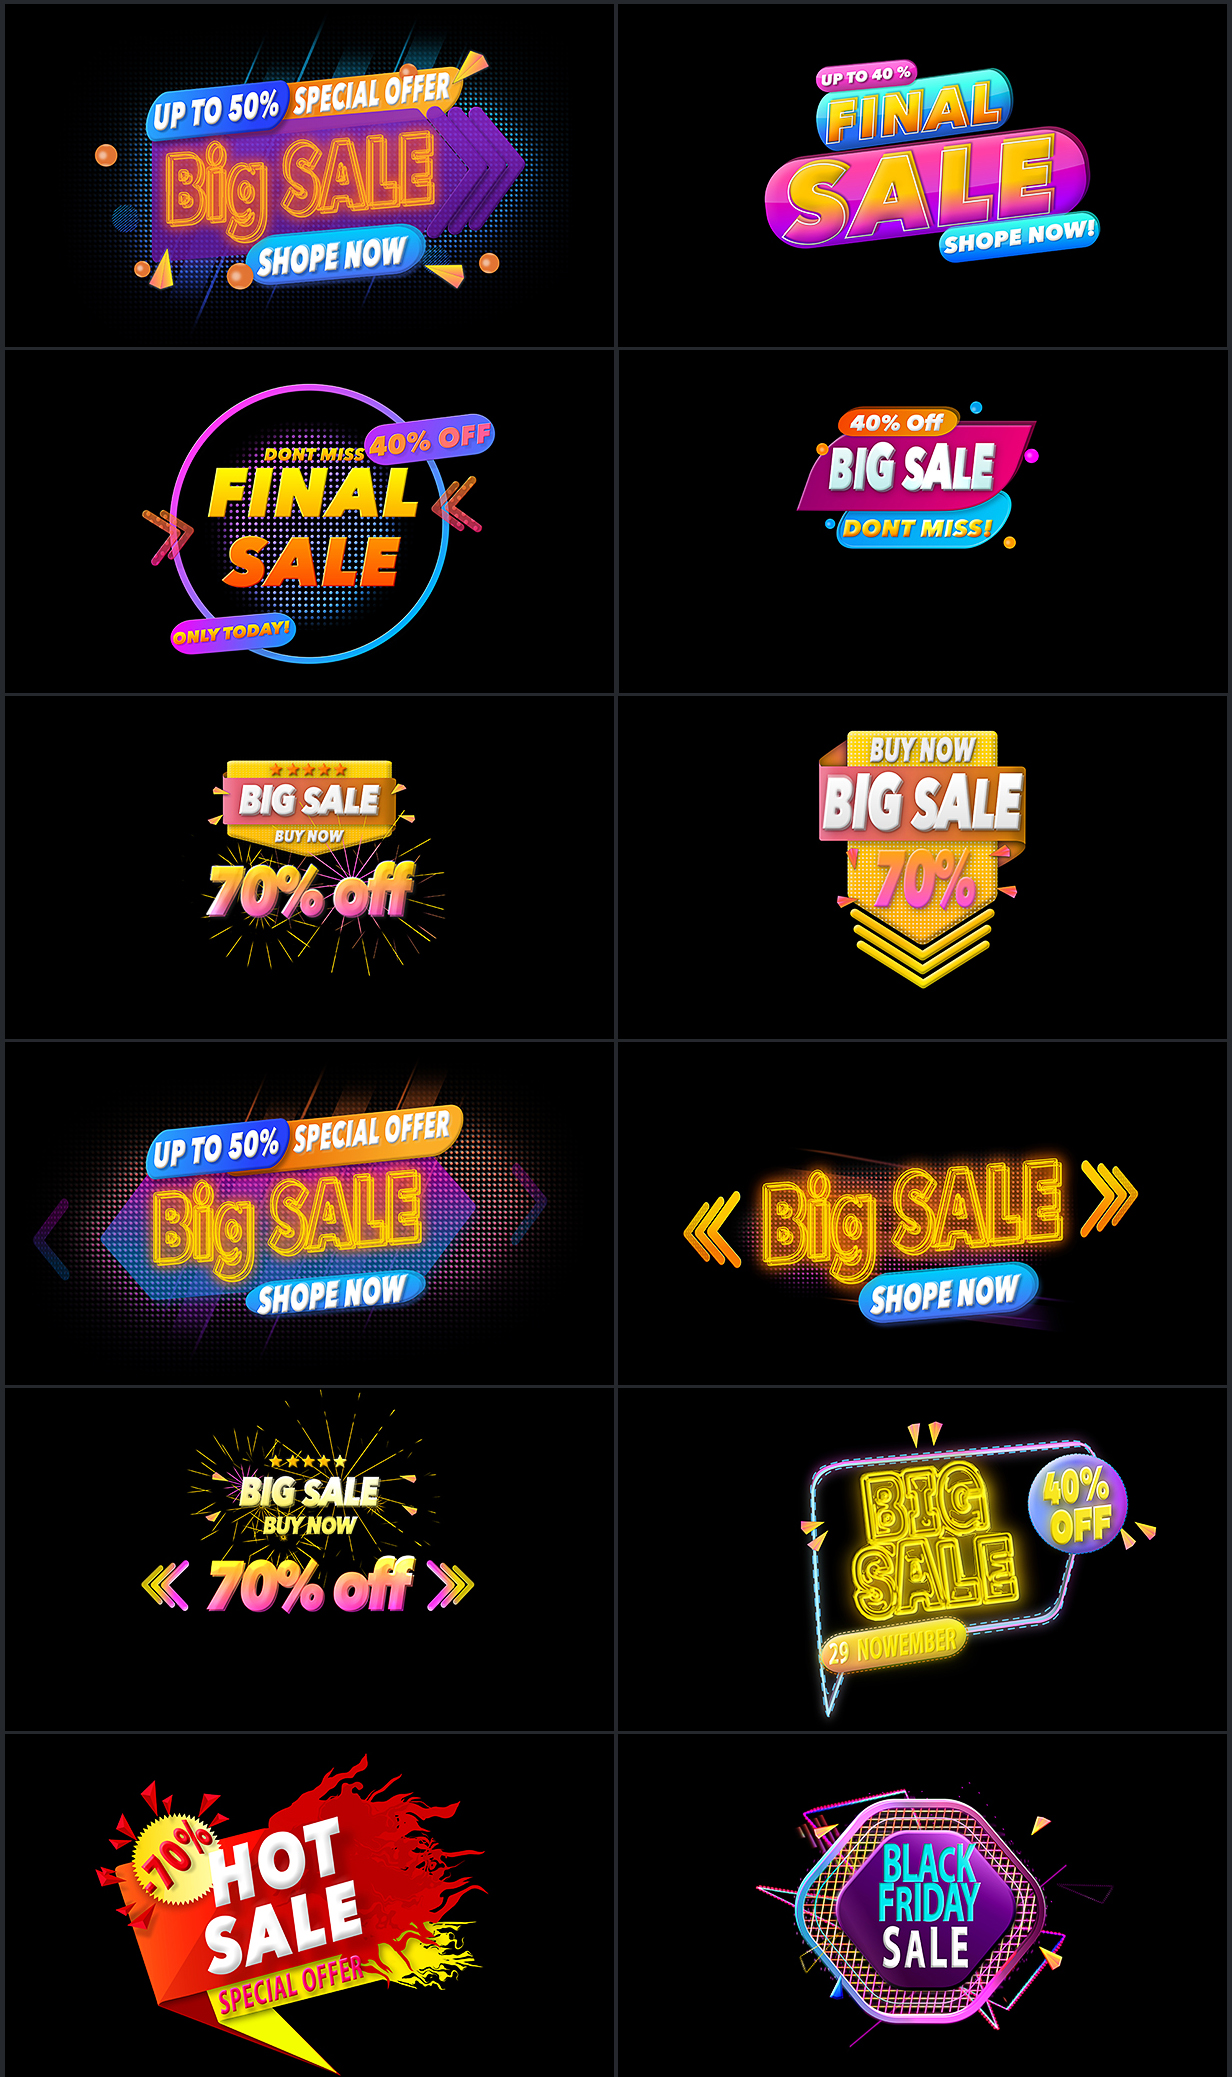 UP TO 50% SPECIAL OFFER
Big SALE
SHOPE NOW
UP TO 40 %
FINAL
SALE
SHOPE NOW!
40% OFF
DONT MISS
FINAL
SALE
ONLY TODAY!
40% Off
BIG SALE
DONT MISS!
BIG SALE
BUY NOW
70% off
BUY NOW
BIG SALE
70%
UP TO 50% SPECIAL OFFER
Big SALE
SHOPE NOW
Big SALE
SHOPE NOW
BIG SALE
BUY NOW
70% off
BIG
SALE
40%
OFF
29 NOWEMBER
-70%
HOT
SALE
SPECIAL OFFER
BLACK
FRIDAY
SALE